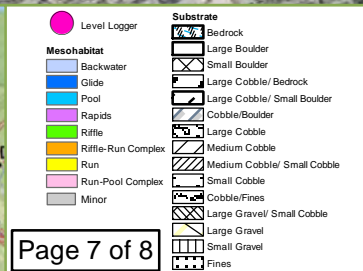 Level Logger
Mesohabitat
Backwater
Glide
Pool
Rapids
Riffle
Riffle-Run Complex
Run
Run-Pool Complex
Minor
Substrate
Bedrock
Large Boulder
Small Boulder
Large Cobble/ Bedrock
Large Cobble/ Small Boulder
Cobble/Boulder
Large Cobble
Medium Cobble
Medium Cobble/ Small Cobble
Small Cobble
Cobble/Fines
Large Gravel/ Small Cobble
Large Gravel
Small Gravel
Fines
Page 7 of 8